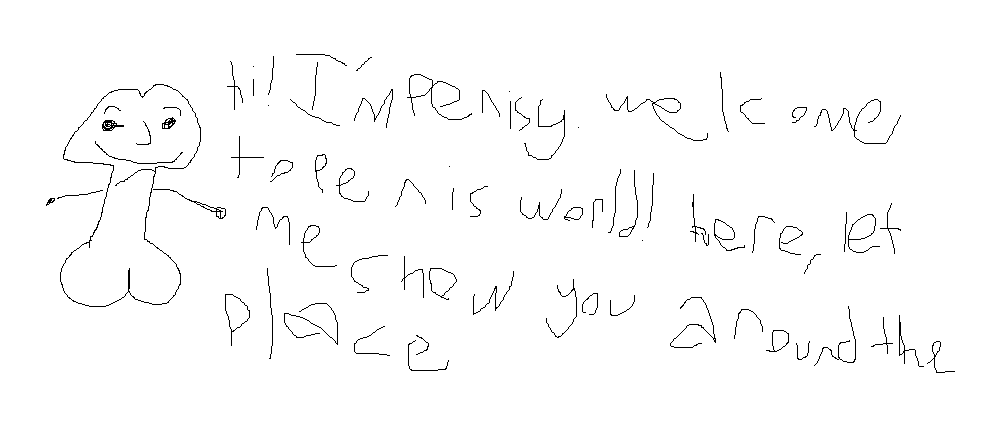 hi! I'm Penisy. welcome
to Penis world! here, let
me show you around the
place